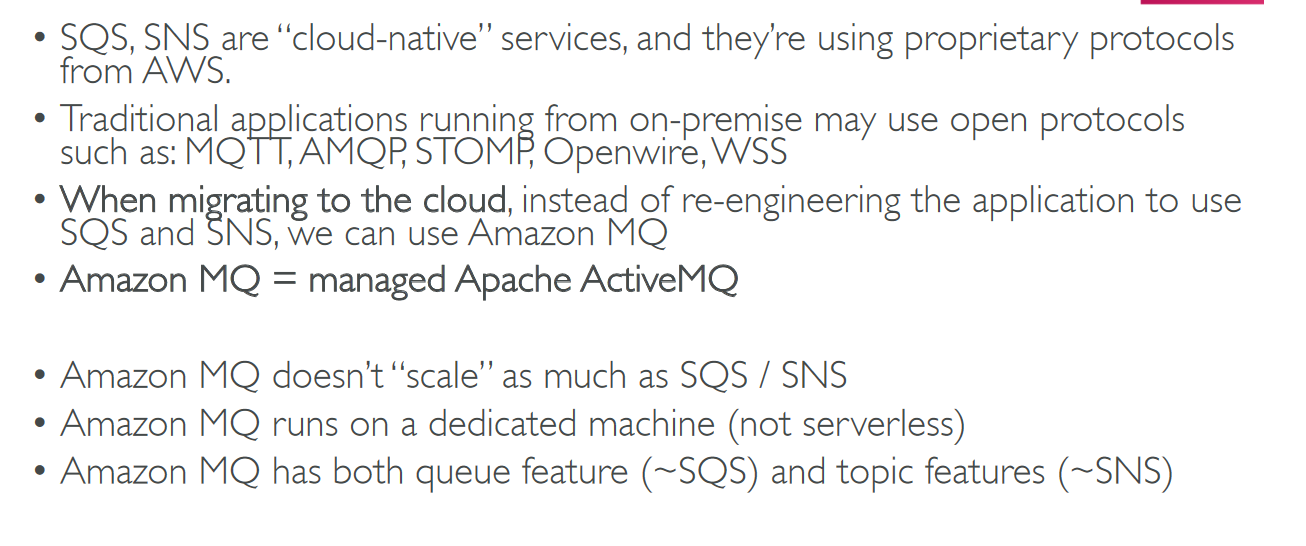 • SQS, SNS are “cloud-native” services, and they’re using proprietary protocols
from AWS.
• Traditional applications running from on-premise may use open protocols
such as: MQTT, AMQP, STOMP, Openwire, WSS
• When migrating to the cloud, instead of re-engineering the application to use
SQS and SNS, we can use Amazon MQ
• Amazon MQ = managed Apache ActiveMQ
• Amazon MQ doesn’t “scale” as much as SQS / SNS
• Amazon MQ runs on a dedicated machine (not serverless)
• Amazon MQ has both queue feature (~SQS) and topic features (~SNS)